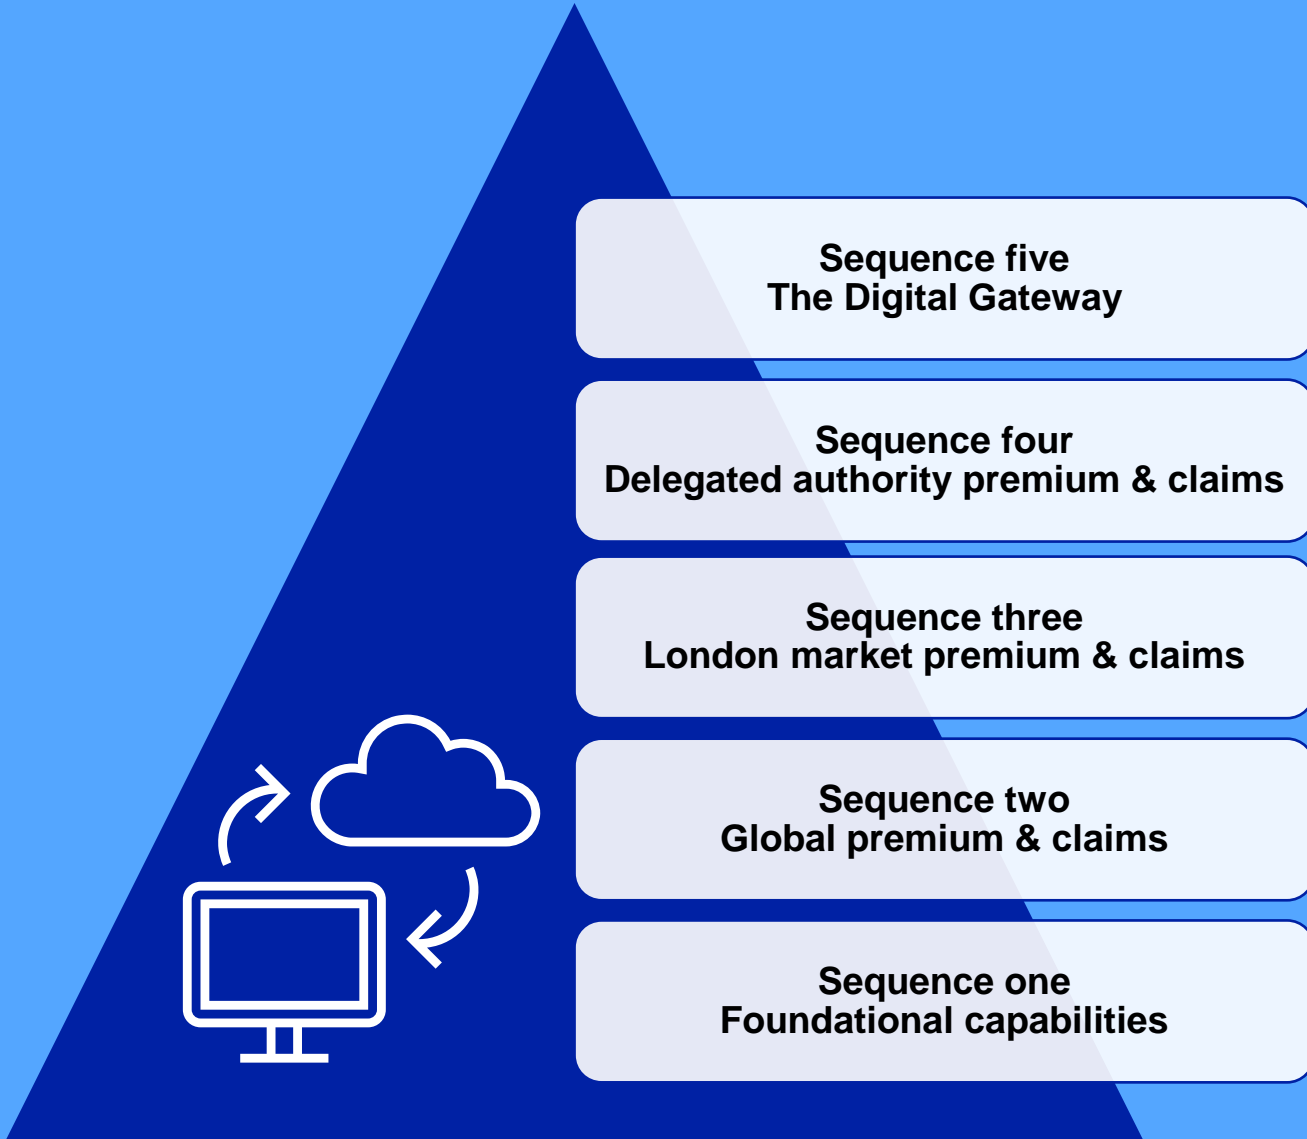 Sequence five
The Digital Gateway
Sequence four
Delegated authority premium & claims
Sequence three
London market premium & claims
Sequence two
Global premium & claims
Sequence one
Foundational capabilities